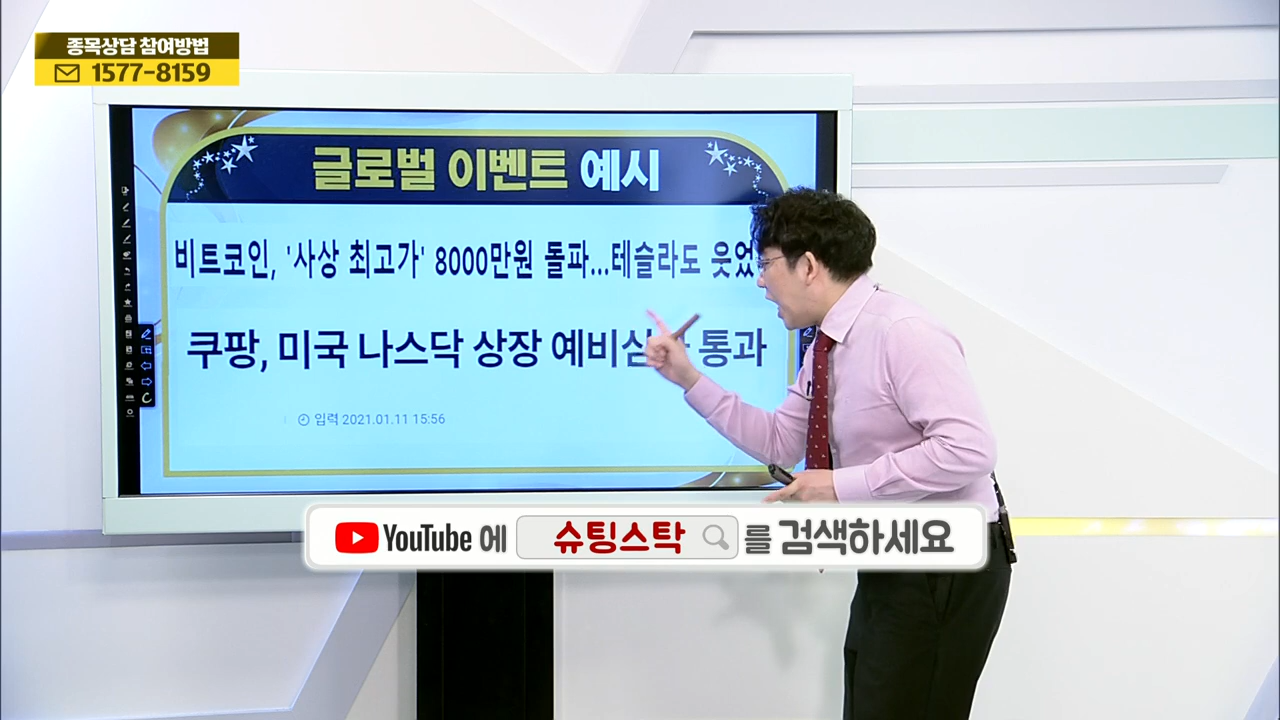 종목상담 참여방법
1577-8159
글로벌 이벤트 예시
비트코인, '사상 최고가' 8000만원 돌파...테슬라도 웃었
쿠팡, 미국 나스닥 상장 예비심 통과
입력 2021.01.11 15:56
YouTube 에 슈팅스탁 를 검색하세요